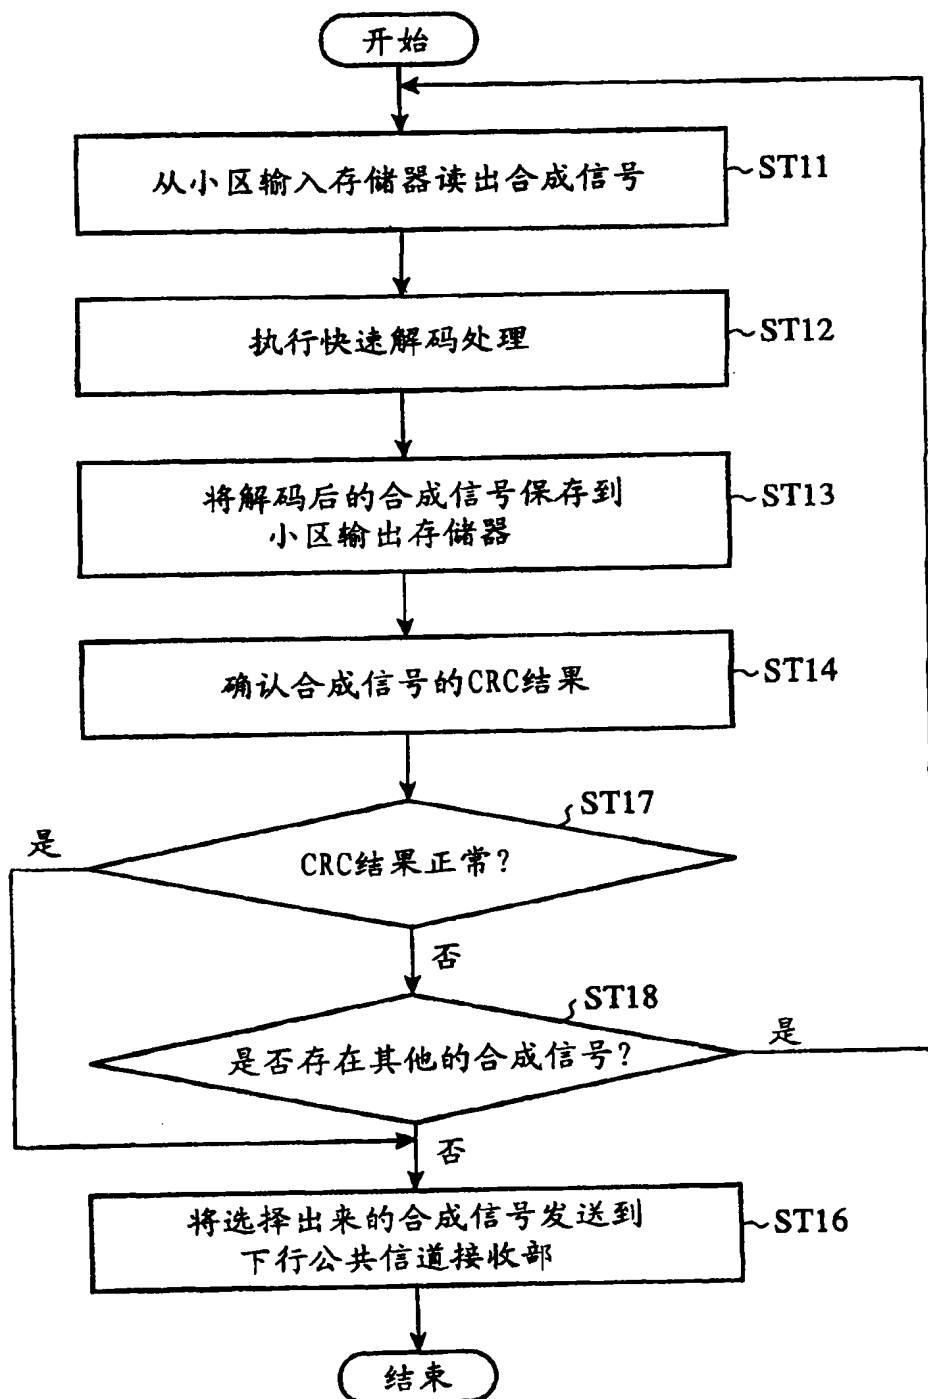 开始
从小区输入存储器读出合成信号
ST11
执行快速解码处理
ST12
将解码后的合成信号保存到
小区输出存储器
ST13
确认合成信号的CRC结果
ST14
ST17
是
CRC结果正常?
否
ST18
是否存在其他的合成信号?
是
否
将选择出来的合成信号发送到
下行公共信道接收部
ST16
结束